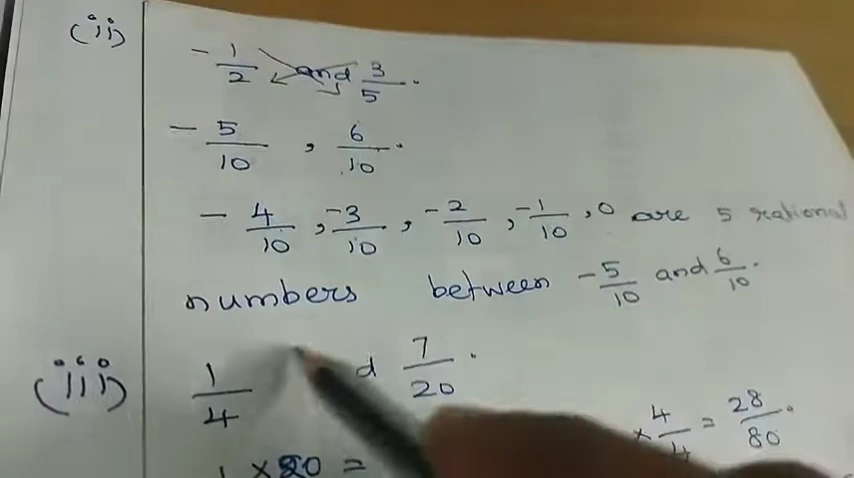 (ii)
- 1/2 and 3/5.
- 5/10 , 6/10.
- 4/10 , -3/10 , -2/10 , -1/10 , 0 are 5 rational
numbers between -5/10 and 6/10.
(iii) 1/4 d 7/20.
1 × 20 = × 4/4 = 28/80.